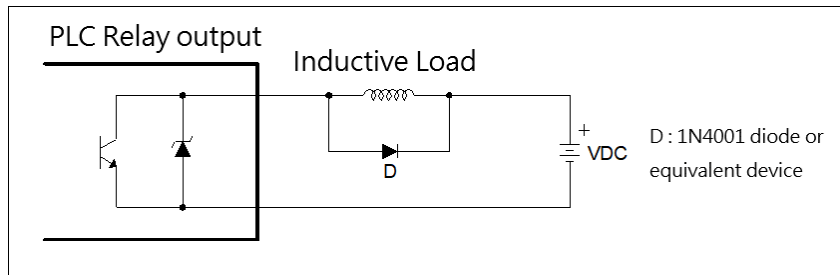 PLC Relay output
Inductive Load
D
+
VDC
D : 1N4001 diode or
equivalent device